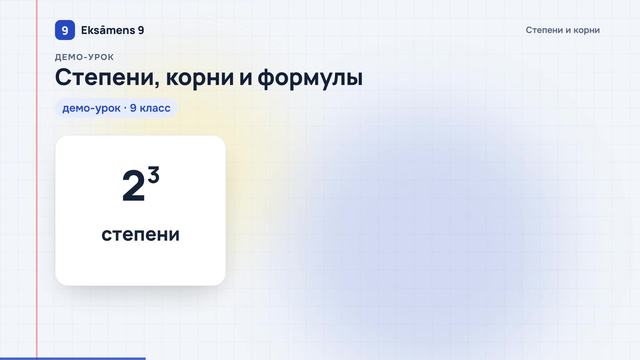 9 Eksāmens 9
Степени и корни
ДЕМО-УРОК
Степени, корни и формулы
демо-урок · 9 класс
2³
степени